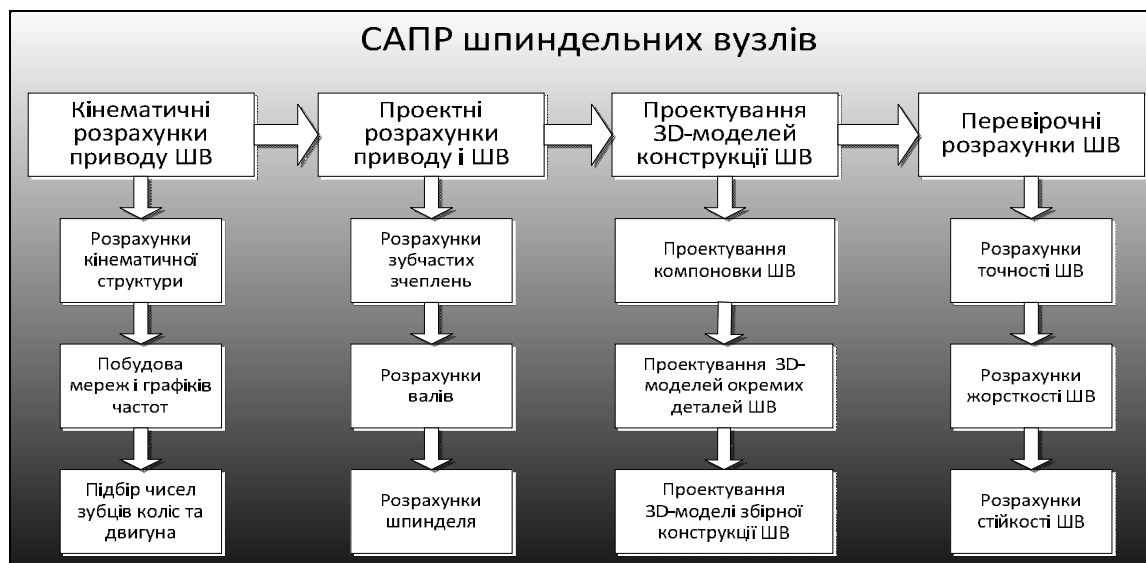 САПР шпиндельних вузлів
Кінематичні
розрахунки
приводу ШВ
Проектні
розрахунки
приводу і ШВ
Проектування
3D-моделей
конструкції ШВ
Перевірочні
розрахунки ШВ
Розрахунки
кінематичної
структури
Розрахунки
зубчастих
зчеплень
Проектування
компоновки ШВ
Розрахунки
точності ШВ
Побудова
мереж і графіків
частот
Розрахунки
валів
Проектування 3D-
моделей окремих
деталей ШВ
Розрахунки
жорсткості ШВ
Підбір чисел
зубців коліс та
двигуна
Розрахунки
шпинделя
Проектування
3D-моделі збірної
конструкції ШВ
Розрахунки
стійкості ШВ